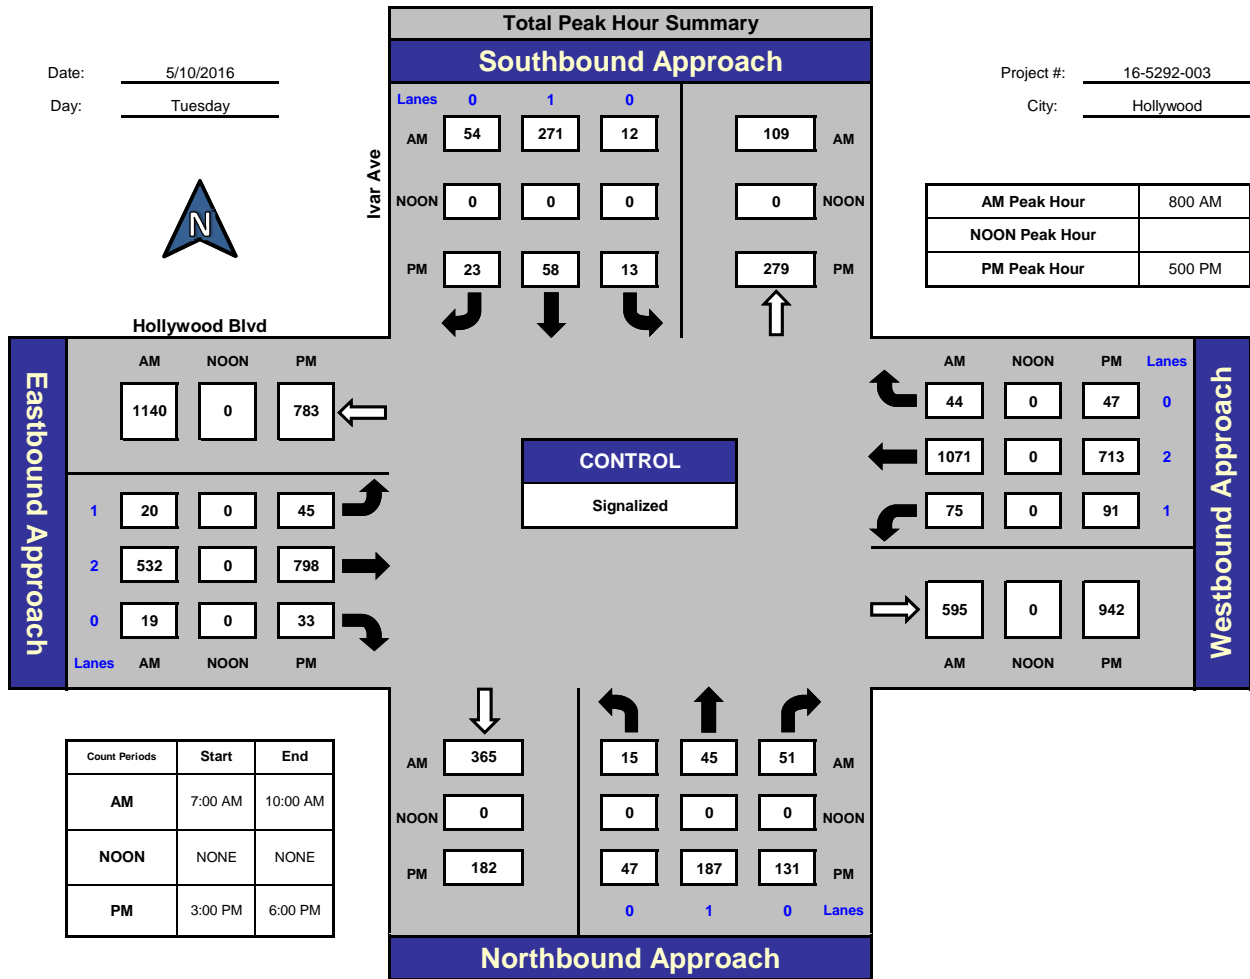 Total Peak Hour Summary
Southbound Approach
Date: 5/10/2016
Day: Tuesday
Project #: 16-5292-003
City: Hollywood
Ivar Ave
Lanes 0 1 0
AM 54 271 12 109 AM
NOON 0 0 0 0 NOON
PM 23 58 13 279 PM
N
AM Peak Hour 800 AM
NOON Peak Hour
PM Peak Hour 500 PM
Hollywood Blvd
Eastbound Approach
AM NOON PM
1140 0 783
1 20 0 45
2 532 0 798
0 19 0 33
Lanes AM NOON PM
CONTROL
Signalized
AM NOON PM Lanes
44 0 47 0
1071 0 713 2
75 0 91 1
595 0 942
AM NOON PM
Westbound Approach
Count Periods Start End
AM 7:00 AM 10:00 AM
NOON NONE NONE
PM 3:00 PM 6:00 PM
AM 365 15 45 51 AM
NOON 0 0 0 0 NOON
PM 182 47 187 131 PM
0 1 0 Lanes
Northbound Approach